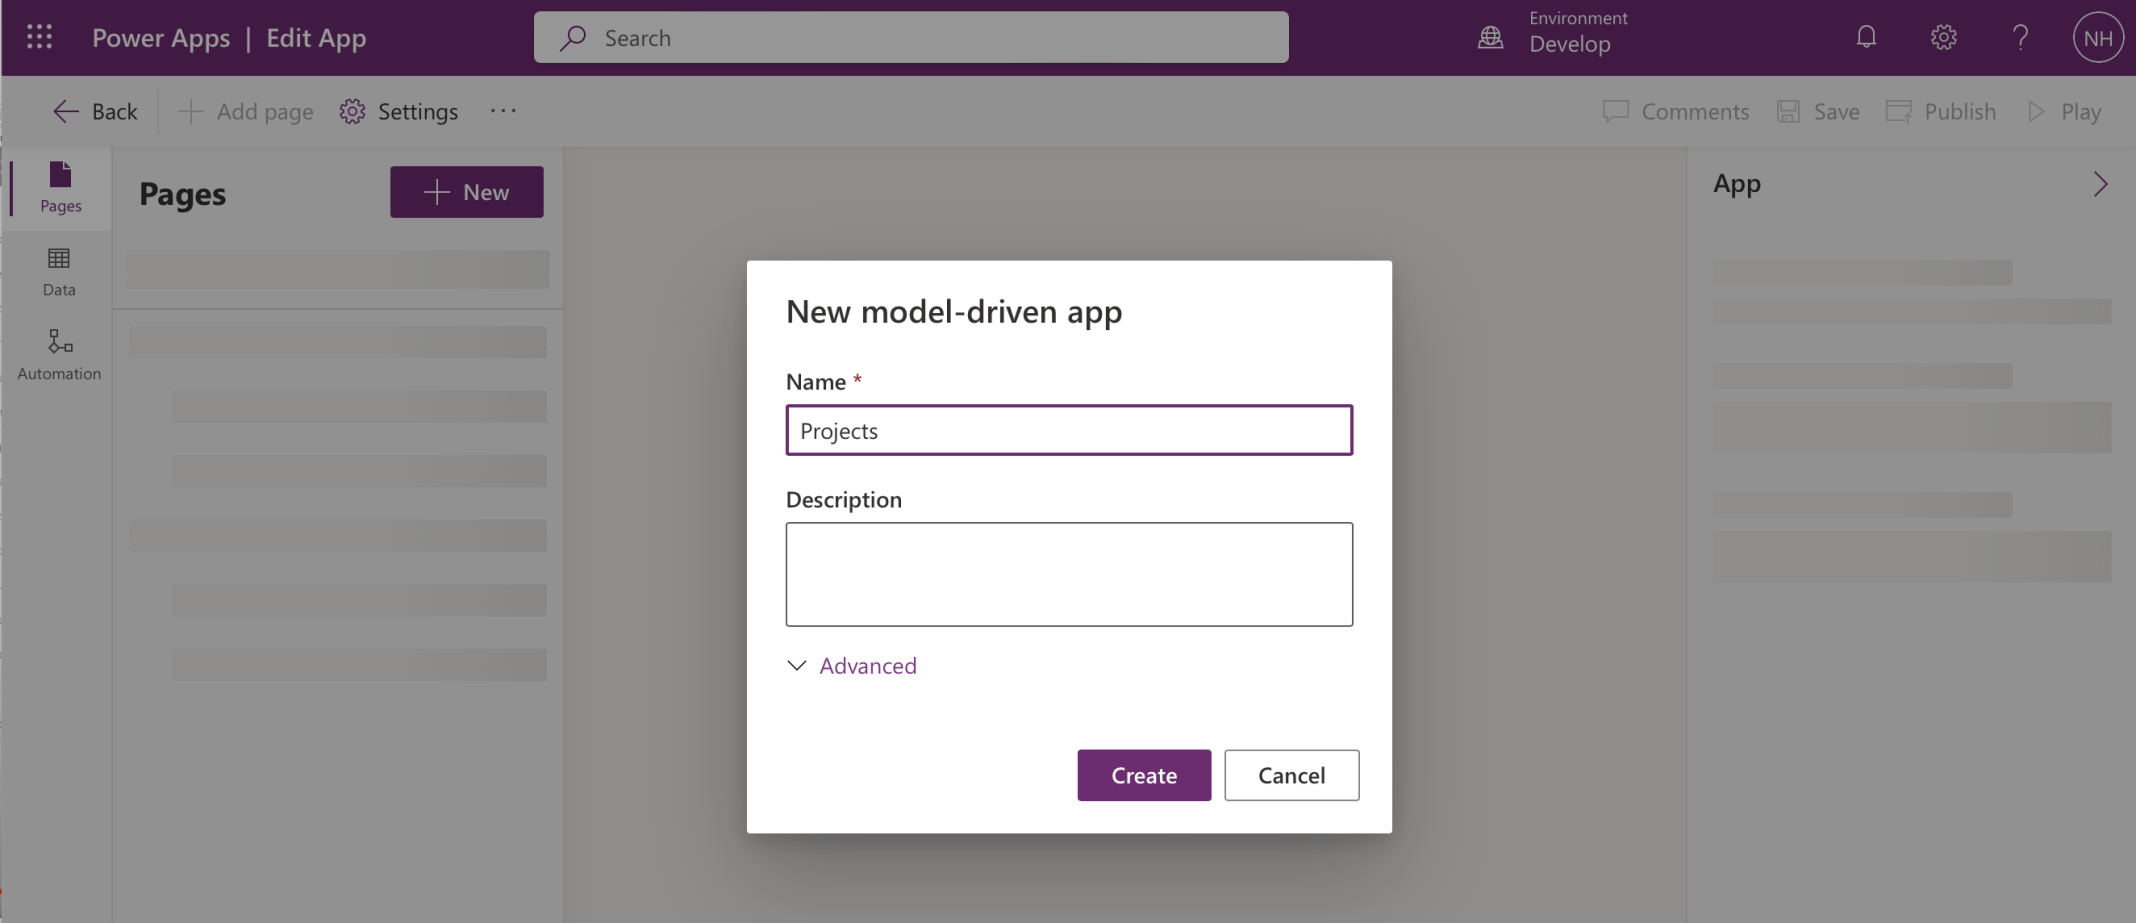 Power Apps | Edit App
Search
Environment
Develop
NH
Back
Add page
Settings
Comments
Save
Publish
Play
Pages
Data
Automation
Pages
New
App
New model-driven app
Name *
Projects
Description
Advanced
Create
Cancel